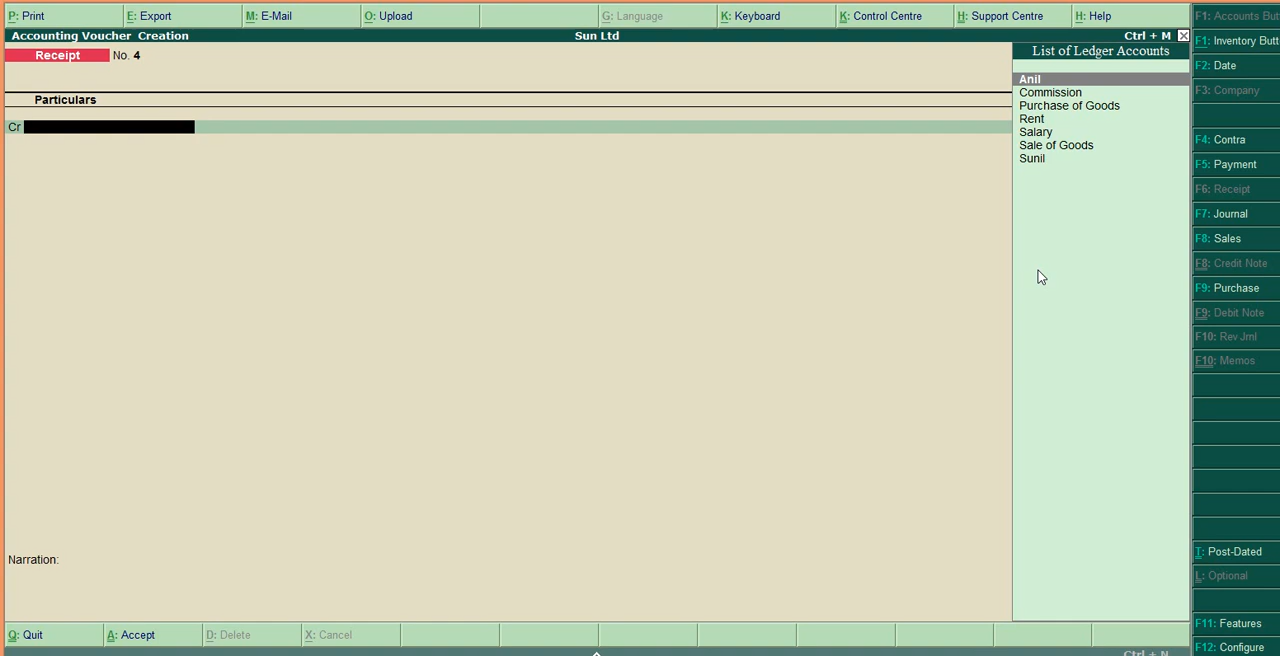 P: Print E: Export M: E-Mail O: Upload G: Language K: Keyboard K: Control Centre H: Support Centre H: Help
Accounting Voucher Creation Sun Ltd Ctrl + M
Receipt No. 4
Particulars
Cr
Narration:
List of Ledger Accounts
Anil
Commission
Purchase of Goods
Rent
Salary
Sale of Goods
Sunil
F1: Accounts But
F1: Inventory Butt
F2: Date
F3: Company
F4: Contra
F5: Payment
F6: Receipt
F7: Journal
F8: Sales
F8: Credit Note
F9: Purchase
F9: Debit Note
F10: Rev Jrnl
F10: Memos
T: Post-Dated
L: Optional
F11: Features
F12: Configure
Q: Quit A: Accept D: Delete X: Cancel
Ctrl + N